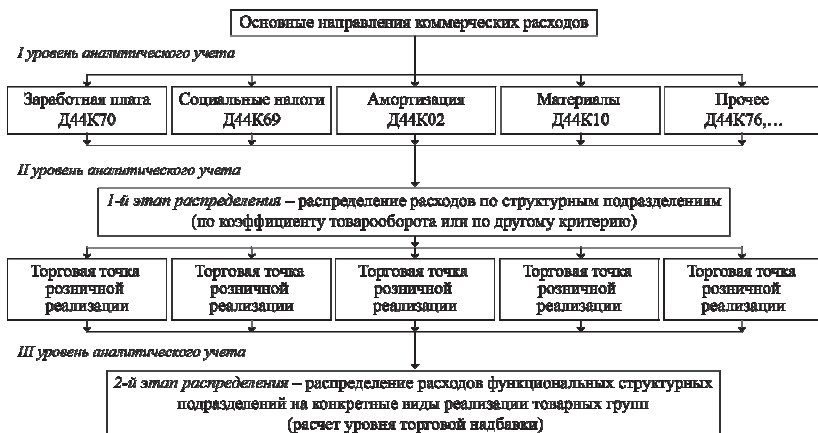 Основные направления коммерческих расходов
I уровень аналитического учета
Заработная плата
Д44К70
Социальные налоги
Д44К69
Амортизация
Д44К02
Материалы
Д44К10
Прочее
Д44К76,…
II уровень аналитического учета
1-й этап распределения – распределение расходов по структурным подразделениям
(по коэффициенту товарооборота или по другому критерию)
Торговая точка
розничной
реализации
Торговая точка
розничной
реализации
Торговая точка
розничной
реализации
Торговая точка
розничной
реализации
Торговая точка
розничной
реализации
III уровень аналитического учета
2-й этап распределения – распределение расходов функциональных структурных
подразделений на конкретные виды реализации товарных групп
(расчет уровня торговой надбавки)